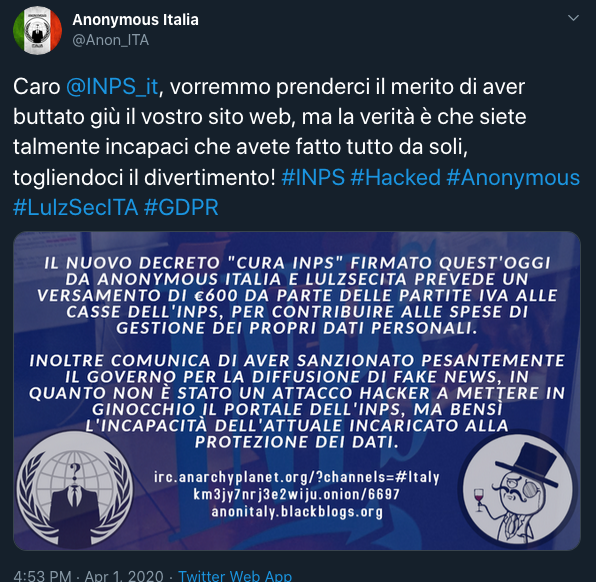 Anonymous Italia
@Anon_ITA
Caro @INPS_it, vorremmo prenderci il merito di aver
buttato giù il vostro sito web, ma la verità è che siete
talmente incapaci che avete fatto tutto da soli,
togliendoci il divertimento! #INPS #Hacked #Anonymous
#LulzSecITA #GDPR
IL NUOVO DECRETO "CURA INPS" FIRMATO QUEST'OGGI
DA ANONYMOUS ITALIA E LULZSECITA PREVEDE UN
VERSAMENTO DI €600 DA PARTE DELLE PARTITE IVA ALLE
CASSE DELL'INPS, PER CONTRIBUIRE ALLE SPESE DI
GESTIONE DEI PROPRI DATI PERSONALI.
INOLTRE COMUNICA DI AVER SANZIONATO PESANTEMENTE
IL GOVERNO PER LA DIFFUSIONE DI FAKE NEWS, IN
QUANTO NON È STATO UN ATTACCO HACKER A METTERE IN
GINOCCHIO IL PORTALE DELL'INPS, MA BENSÌ
L'INCAPACITÀ DELL'ATTUALE INCARICATO ALLA
PROTEZIONE DEI DATI.
irc.anarchyplanet.org/?channels=#Italy
km3jy7nrj3e2wiju.onion/6697
anonitaly.blackblogs.org
4:53 PM · Apr 1, 2020 · Twitter Web App